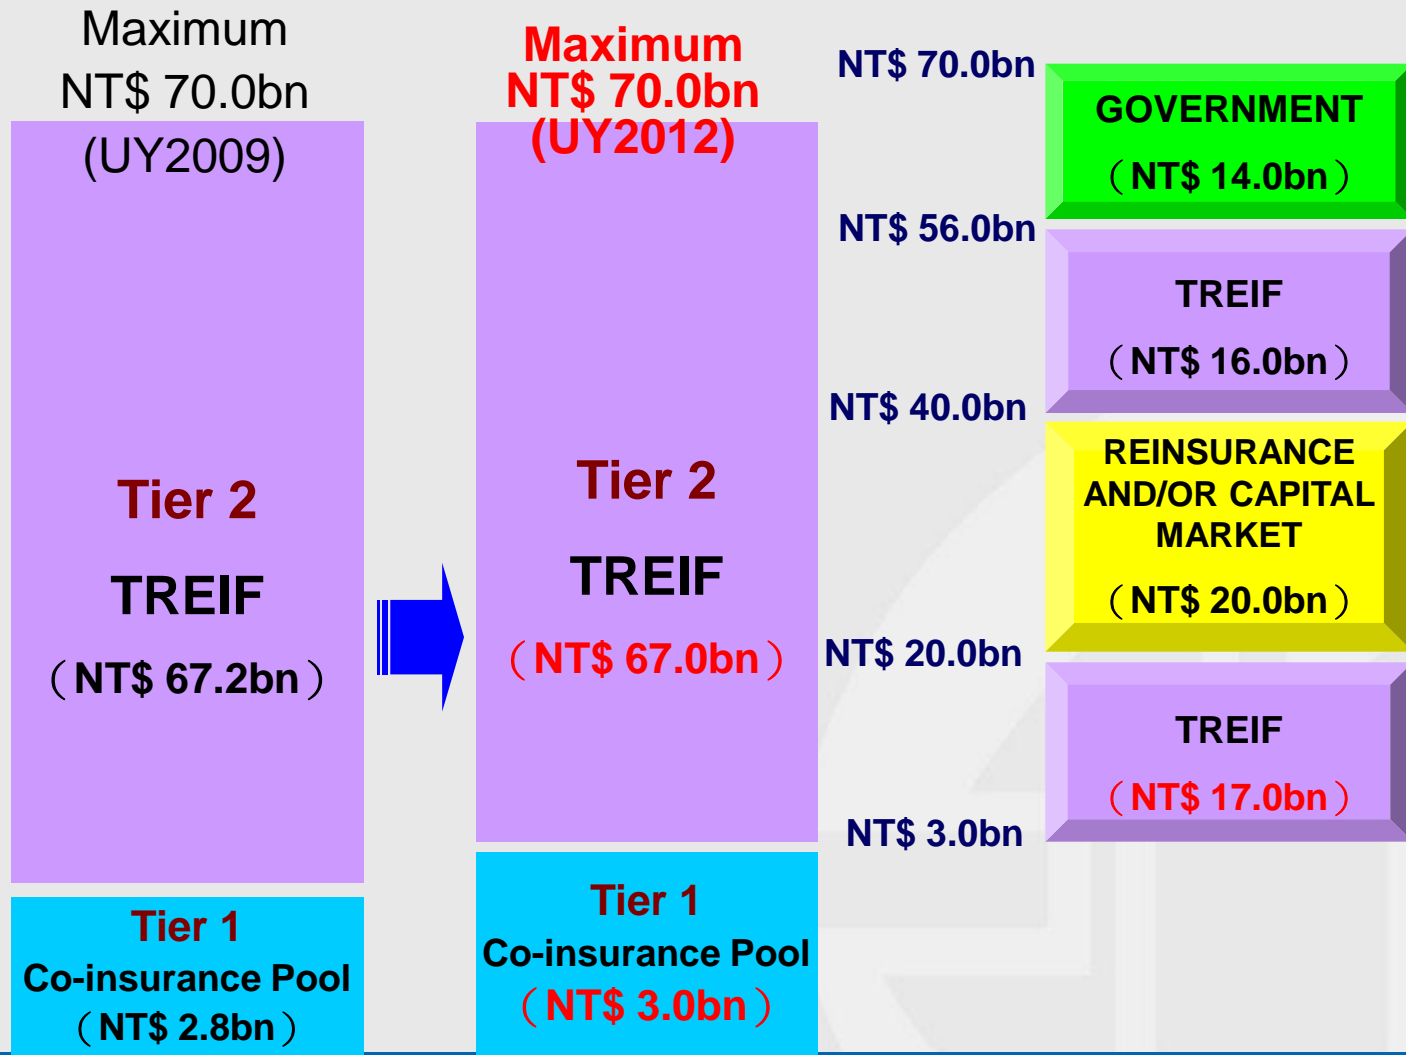 Maximum
NT$ 70.0bn
(UY2009)
Tier 2
TREIF
（NT$ 67.2bn）
Tier 1
Co-insurance Pool
（NT$ 2.8bn）
Maximum
NT$ 70.0bn
(UY2012)
Tier 2
TREIF
（NT$ 67.0bn）
Tier 1
Co-insurance Pool
（NT$ 3.0bn）
NT$ 70.0bn
NT$ 56.0bn
NT$ 40.0bn
NT$ 20.0bn
NT$ 3.0bn
GOVERNMENT
（NT$ 14.0bn）
TREIF
（NT$ 16.0bn）
REINSURANCE
AND/OR CAPITAL
MARKET
（NT$ 20.0bn）
TREIF
（NT$ 17.0bn）